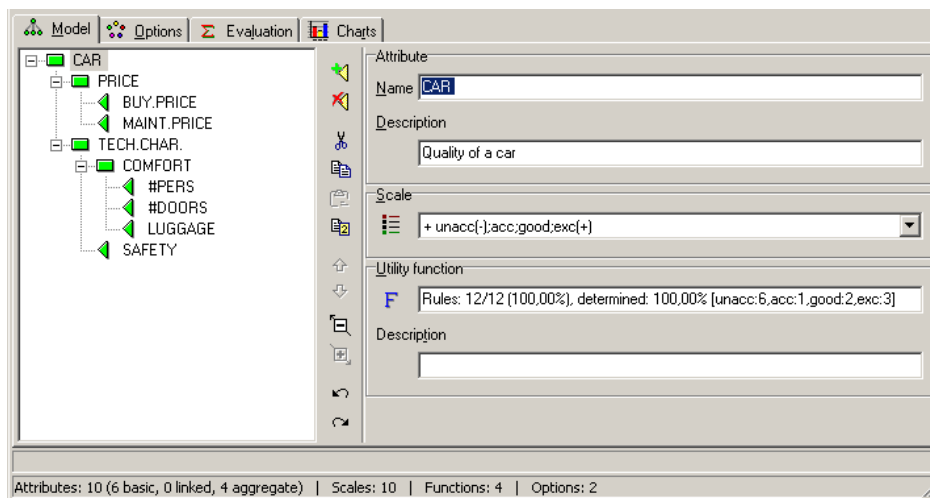 Model Options Evaluation Charts
CAR
PRICE
BUY.PRICE
MAINT.PRICE
TECH.CHAR.
COMFORT
#PERS
#DOORS
LUGGAGE
SAFETY
Attribute
Name CAR
Description
Quality of a car
Scale
+ unacc(-);acc;good;exc(+)
Utility function
F Rules: 12/12 (100,00%), determined: 100,00% [unacc:6,acc:1,good:2,exc:3]
Description
Attributes: 10 (6 basic, 0 linked, 4 aggregate) | Scales: 10 | Functions: 4 | Options: 2